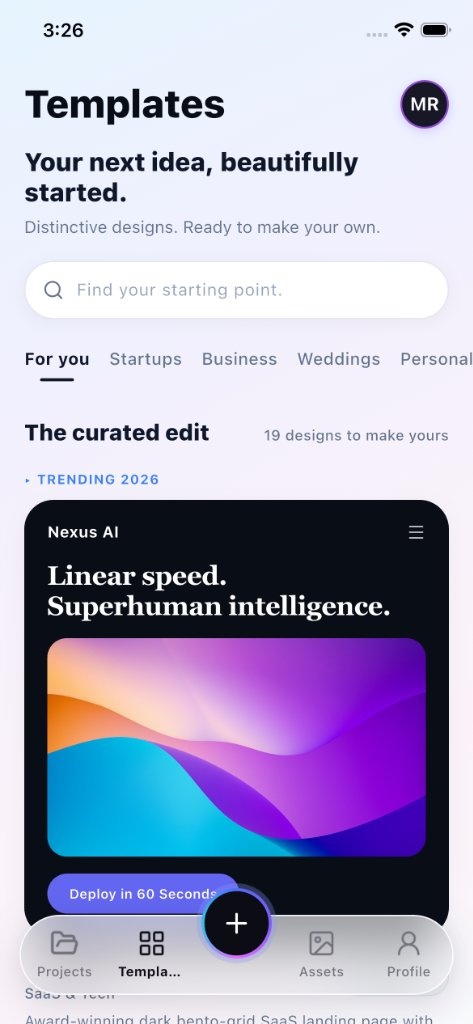 3:26
Templates
MR
Your next idea, beautifully
started.
Distinctive designs. Ready to make your own.
Find your starting point.
For you Startups Business Weddings Personal
The curated edit
19 designs to make yours
TRENDING 2026
Nexus AI
Linear speed.
Superhuman intelligence.
Deploy in 60 Seconds
Projects Templa... Assets Profile
SaaS & Tech
Award-winning dark bento-grid SaaS landing page with